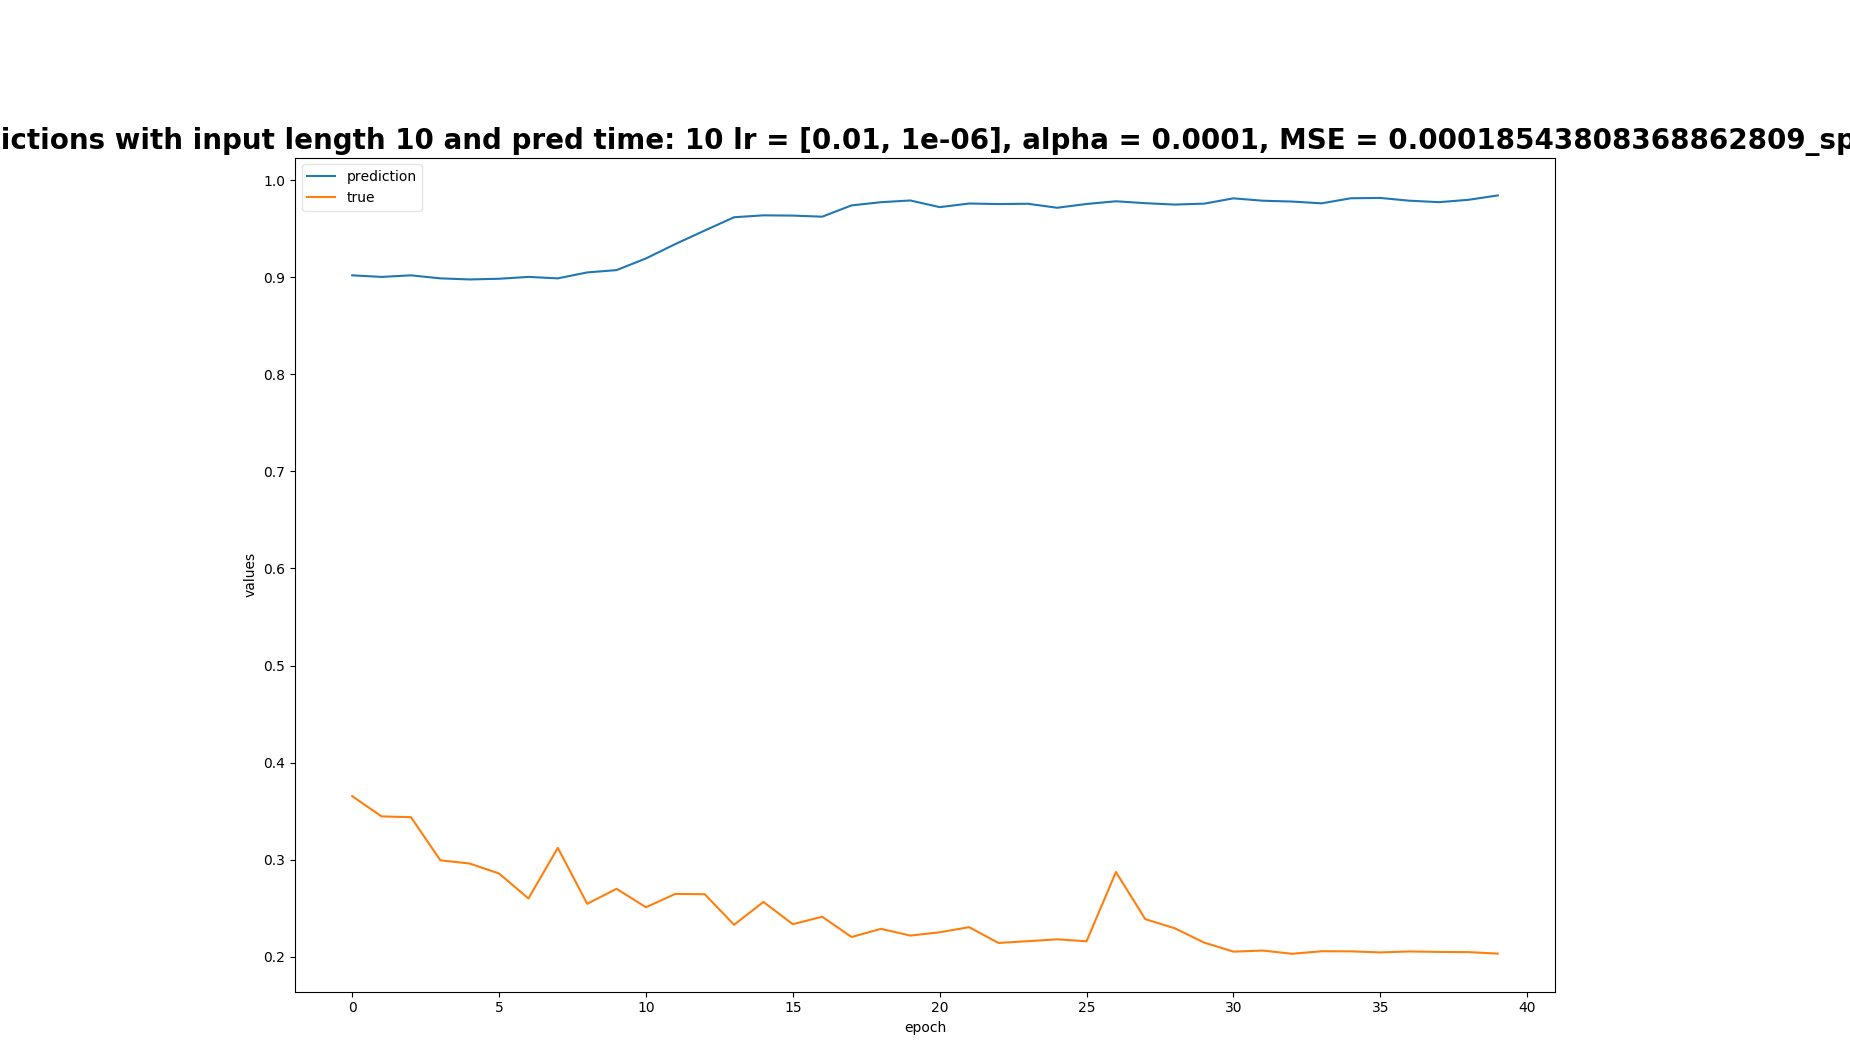 ictions with input length 10 and pred time: 10 lr = [0.01, 1e-06], alpha = 0.0001, MSE = 0.00018543808368862809_sp
prediction
true
1.0
0.9
0.8
0.7
0.6
0.5
0.4
0.3
0.2
values
0 5 10 15 20 25 30 35 40
epoch